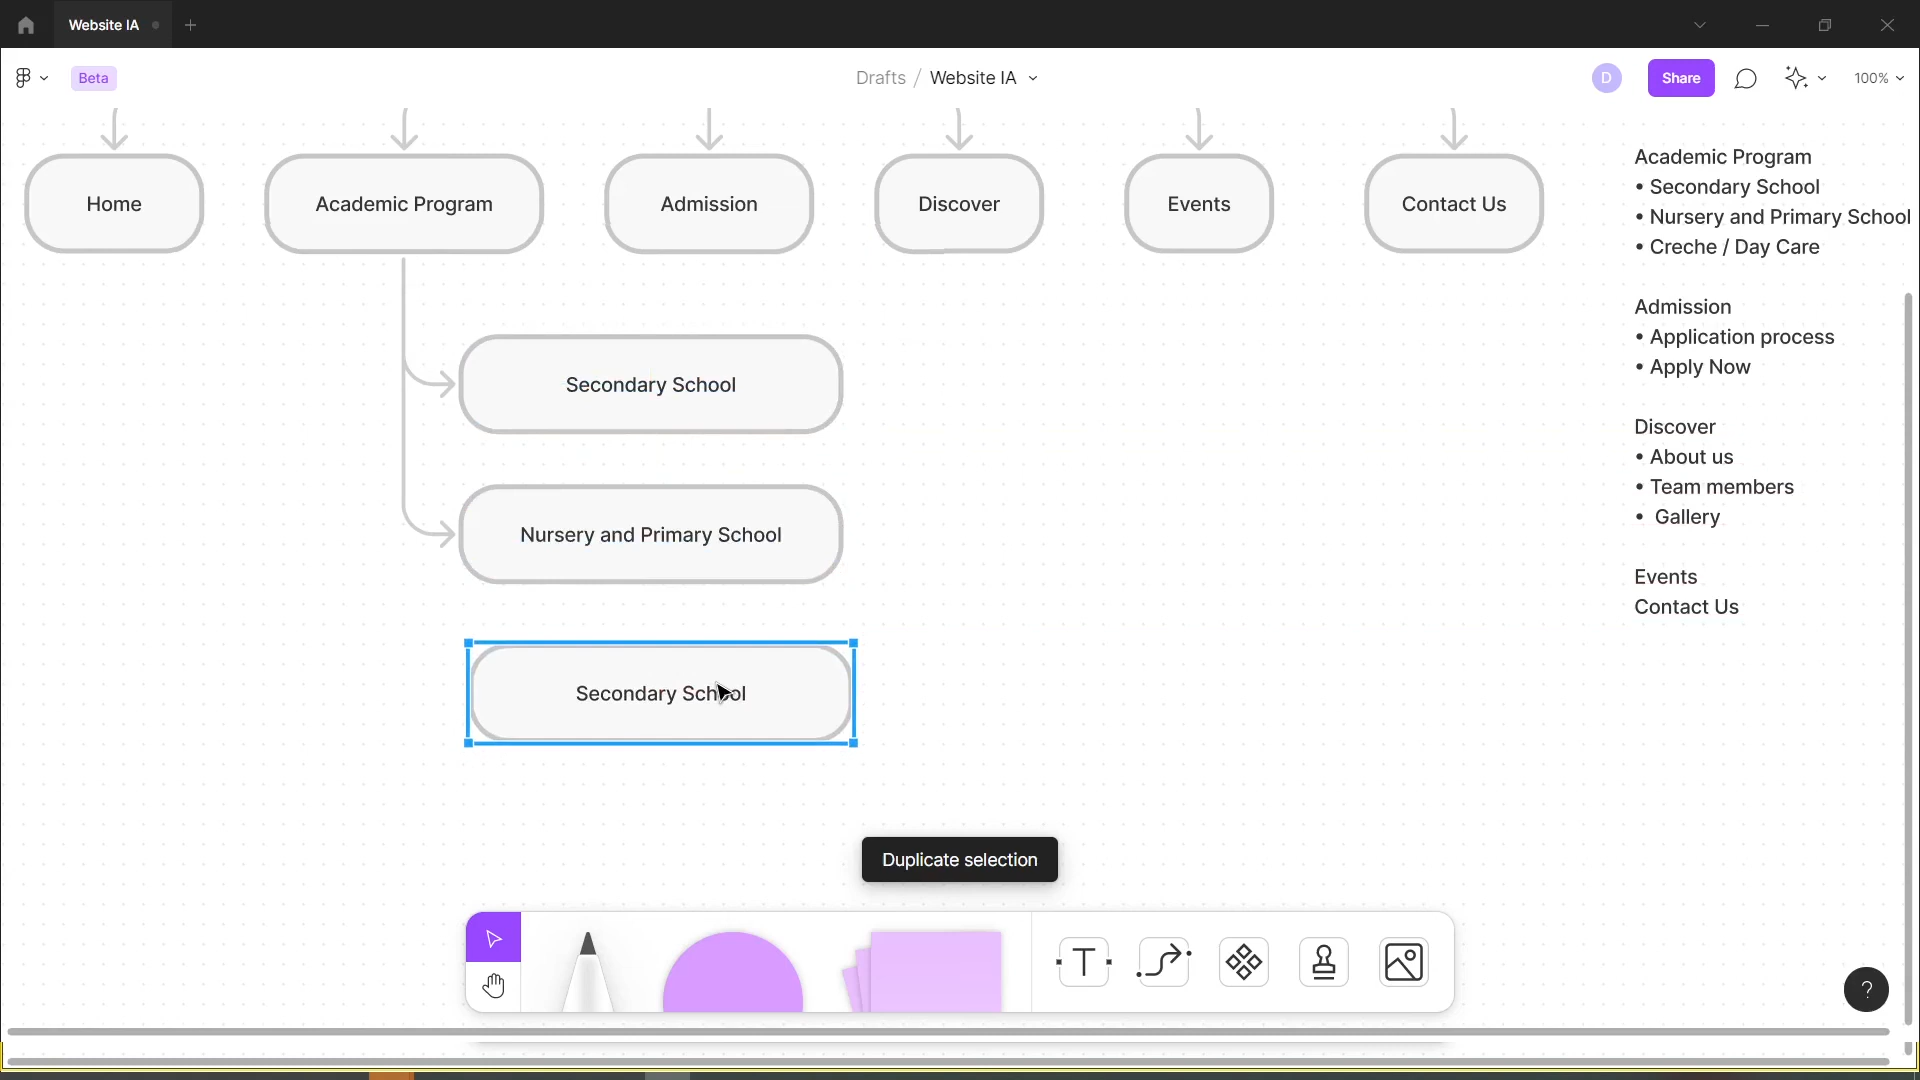 Website IA
Beta
Drafts / Website IA
D
Share
100%
Home
Academic Program
Admission
Discover
Events
Contact Us
Secondary School
Nursery and Primary School
Secondary School
Academic Program
• Secondary School
• Nursery and Primary School
• Creche / Day Care
Admission
• Application process
• Apply Now
Discover
• About us
• Team members
• Gallery
Events
Contact Us
Duplicate selection
T
?